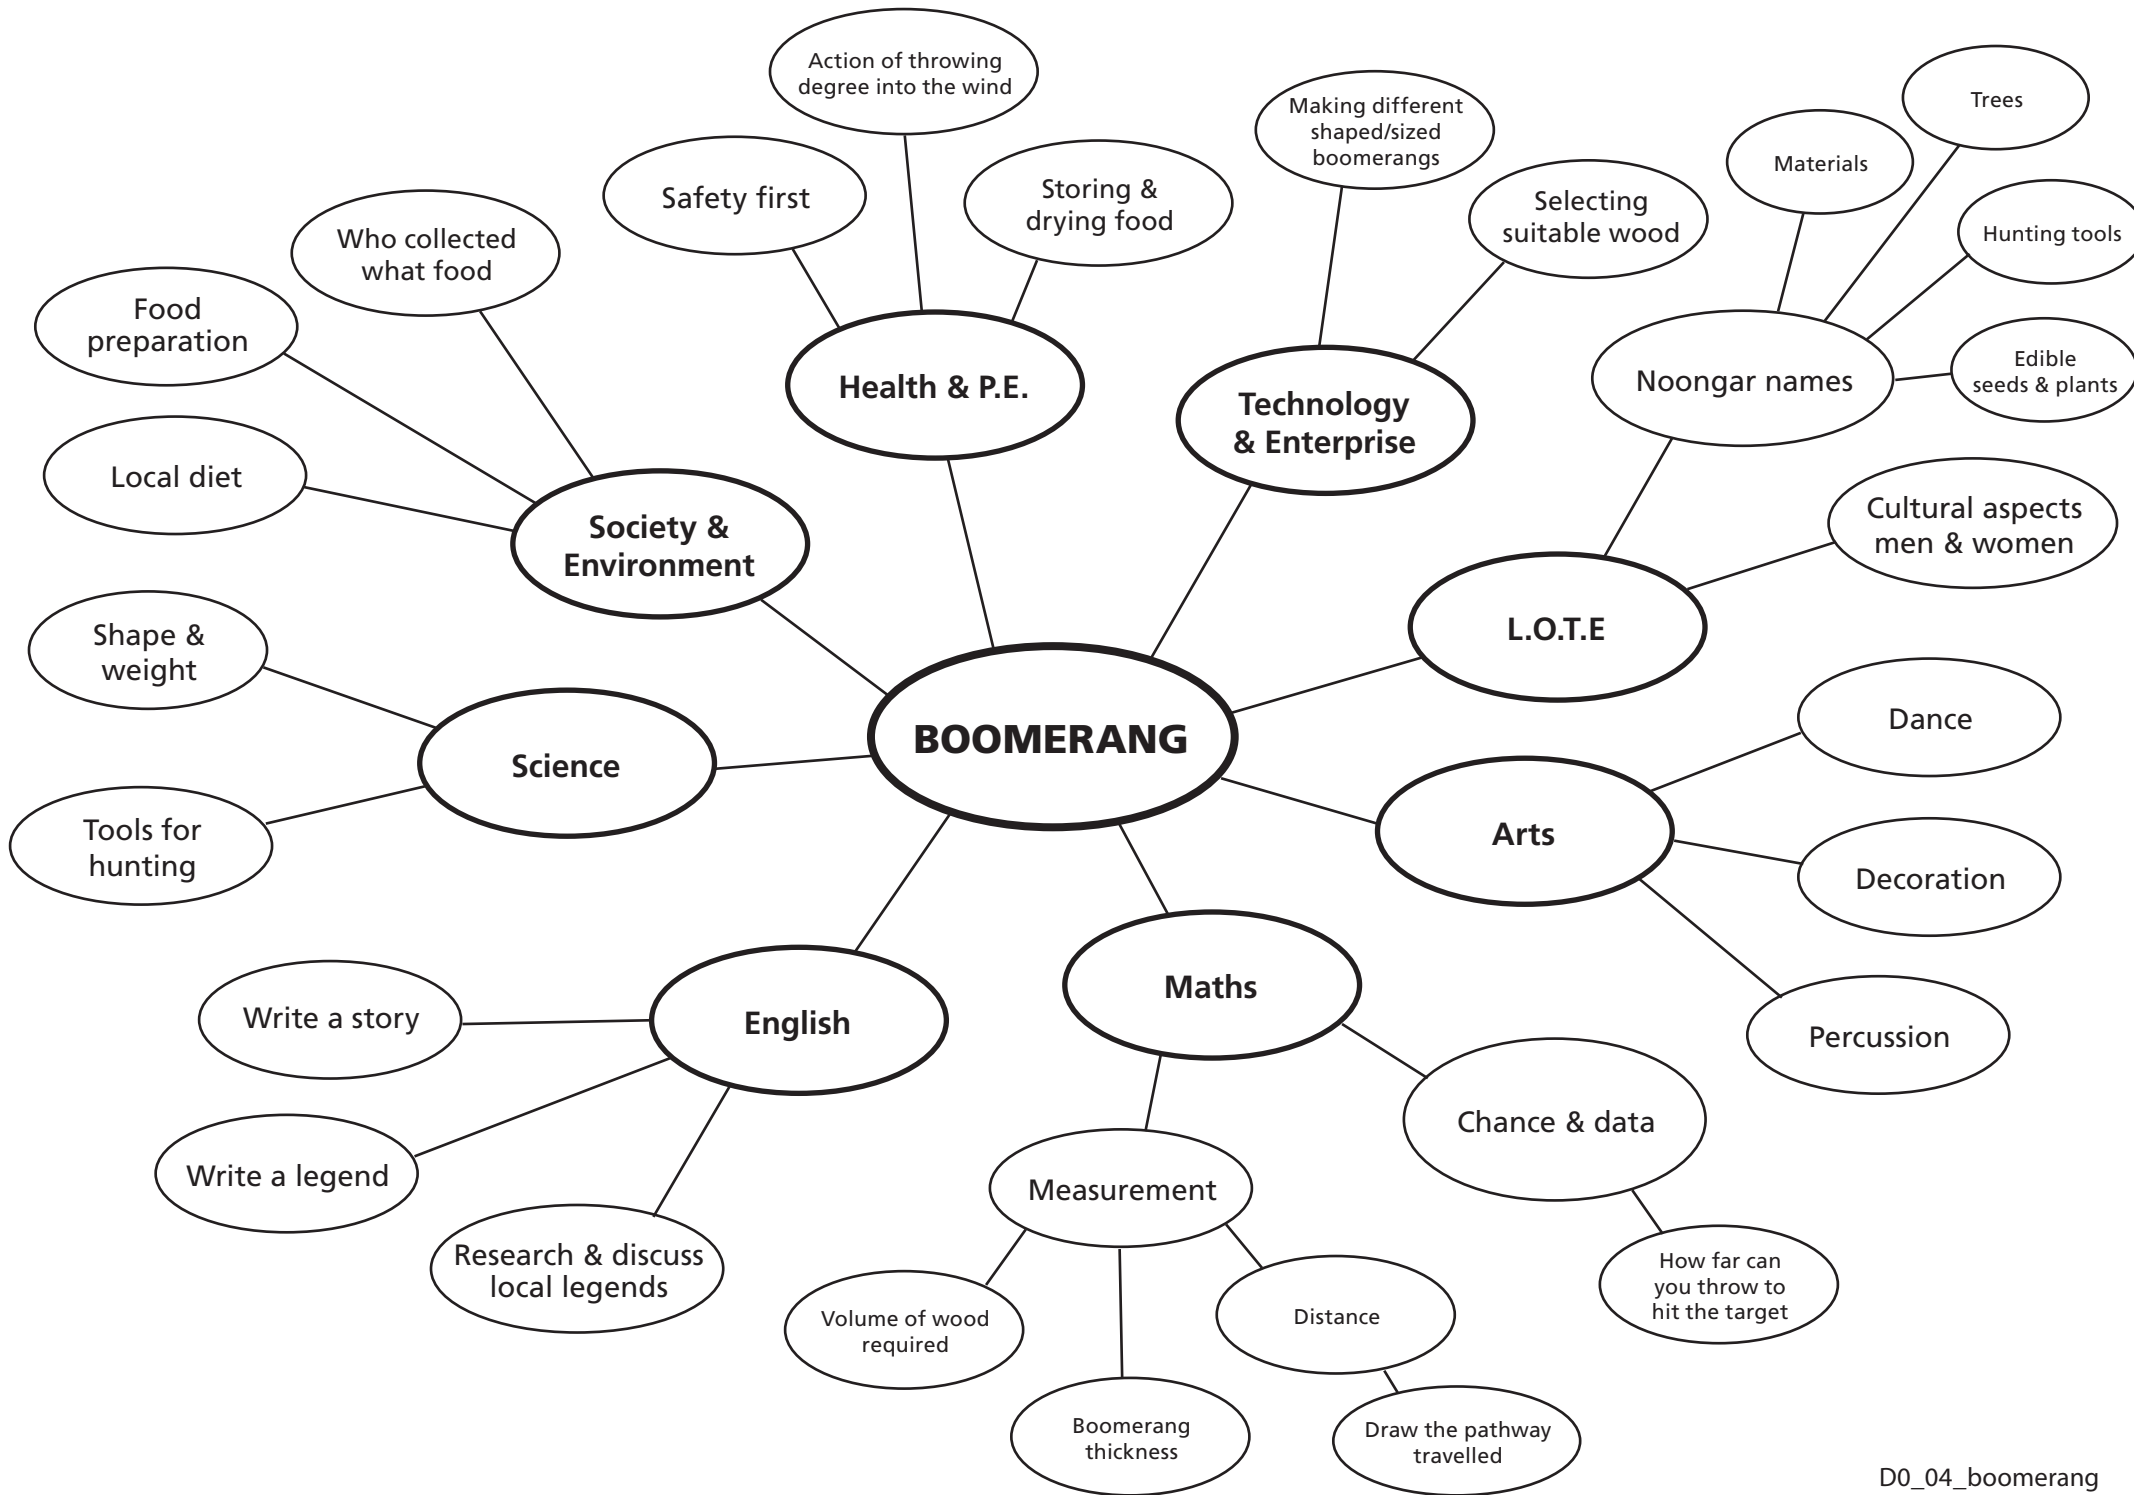 Action of throwing
degree into the wind
Making different
shaped/sized
boomerangs
Trees
Materials
Safety first
Storing &
drying food
Selecting
suitable wood
Hunting tools
Who collected
what food
Food
preparation
Health & P.E.
Technology
& Enterprise
Noongar names
Edible
seeds & plants
Local diet
Society &
Environment
Cultural aspects
men & women
L.O.T.E
Shape &
weight
Science
BOOMERANG
Dance
Tools for
hunting
Arts
Decoration
Write a story
English
Maths
Percussion
Write a legend
Chance & data
Measurement
Research & discuss
local legends
How far can
you throw to
hit the target
Volume of wood
required
Distance
Boomerang
thickness
Draw the pathway
travelled
D0_04_boomerang